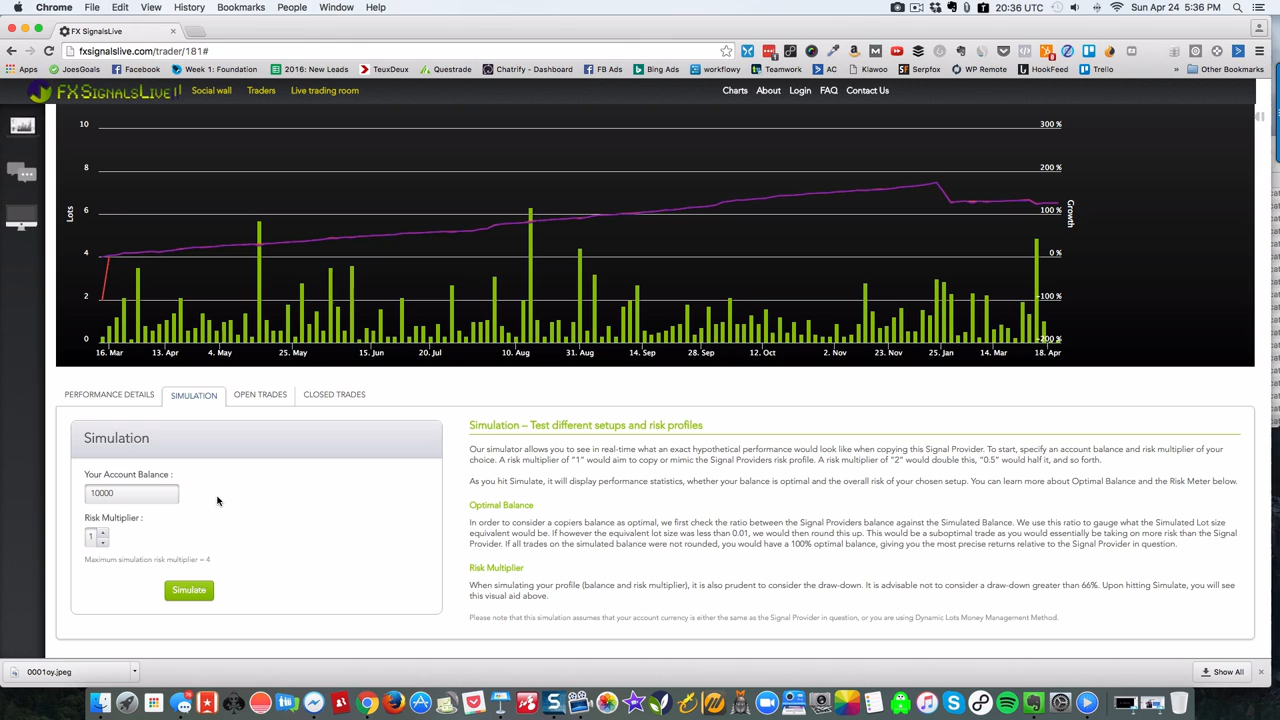 Chrome File Edit View History Bookmarks People Window Help 20:36 UTC Sun Apr 24 5:36 PM
FX SignalsLive
fxsignalslive.com/trader/181#
Apps JoesGoals Facebook Week 1: Foundation 2016: New Leads TeuxDeux Questrade Chatrify - Dashboard FB Ads Bing Ads workflowy Teamwork AC Klawoo Serpfox WP Remote HookFeed Trello » Other Bookmarks
FXSIGNALSLIVE Social wall Traders Live trading room Charts About Login FAQ Contact Us
10 300 %
8 200 %
6 100 %
Lots Growth
4 0 %
2 -100 %
0 -200 %
16. Mar 13. Apr 4. May 25. May 15. Jun 20. Jul 10. Aug 31. Aug 14. Sep 28. Sep 12. Oct 2. Nov 23. Nov 25. Jan 14. Mar 18. Apr
PERFORMANCE DETAILS SIMULATION OPEN TRADES CLOSED TRADES
Simulation
Your Account Balance :
10000
Risk Multiplier :
1
Maximum simulation risk multiplier = 4
Simulate
Simulation – Test different setups and risk profiles
Our simulator allows you to see in real-time what an exact hypothetical performance would look like when copying this Signal Provider. To start, specify an account balance and risk multiplier of your
choice. A risk multiplier of "1" would aim to copy or mimic the Signal Providers risk profile. A risk multiplier of "2" would double this, "0.5" would half it, and so forth.
As you hit Simulate, it will display performance statistics, whether your balance is optimal and the overall risk of your chosen setup. You can learn more about Optimal Balance and the Risk Meter below.
Optimal Balance
In order to consider a copiers balance as optimal, we first check the ratio between the Signal Providers balance against the Simulated Balance. We use this ratio to gauge what the Simulated Lot size
equivalent would be. If however the equivalent lot size was less than 0.01, we would then round this up. This would be a suboptimal trade as you would essentially be taking on more risk than the Signal
Provider. If all trades on the simulated balance were not rounded, you would have a 100% optimal balance, giving you the most precise returns relative to the Signal Provider in question.
Risk Multiplier
When simulating your profile (balance and risk multiplier), it is also prudent to consider the draw-down. It is advisable not to consider a draw-down greater than 66%. Upon hitting Simulate, you will see
this visual aid above.
Please note that this simulation assumes that your account currency is either the same as the Signal Provider in question, or you are using Dynamic Lots Money Management Method.
0001oy.jpeg Show All